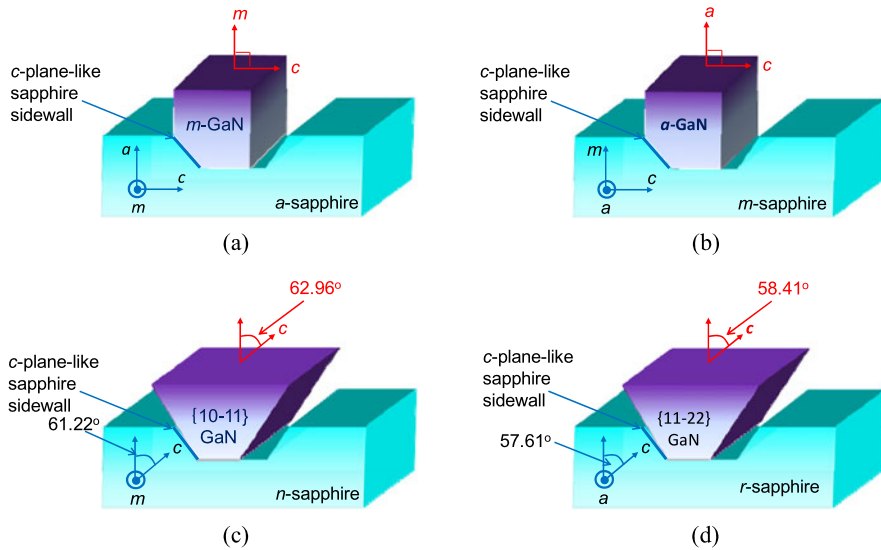 m
c
c-plane-like
sapphire
sidewall
m-GaN
a
c
m
a-sapphire
(a)
a
c
c-plane-like
sapphire
sidewall
a-GaN
m
c
a
m-sapphire
(b)
62.96°
c
c-plane-like
sapphire
sidewall
61.22°
{10-11}
GaN
c
m
n-sapphire
(c)
58.41°
c
c-plane-like
sapphire
sidewall
57.61°
{11-22}
GaN
c
a
r-sapphire
(d)